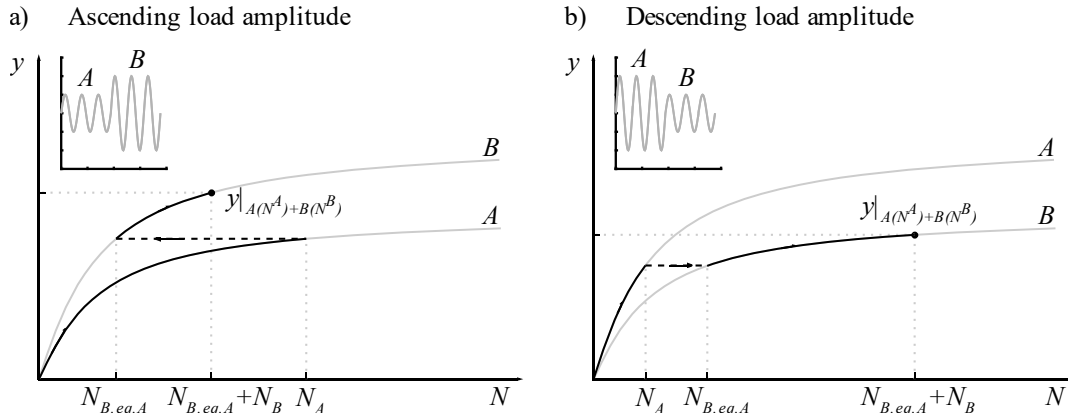 a) Ascending load amplitude
y
A
B
B
y|A(N^A)+B(N^B)
A
N_B,eq,A
N_B,eq,A+N_B
N_A
N
b) Descending load amplitude
y
A
B
A
y|A(N^A)+B(N^B)
B
N_A
N_B,eq,A
N_B,eq,A+N_B
N